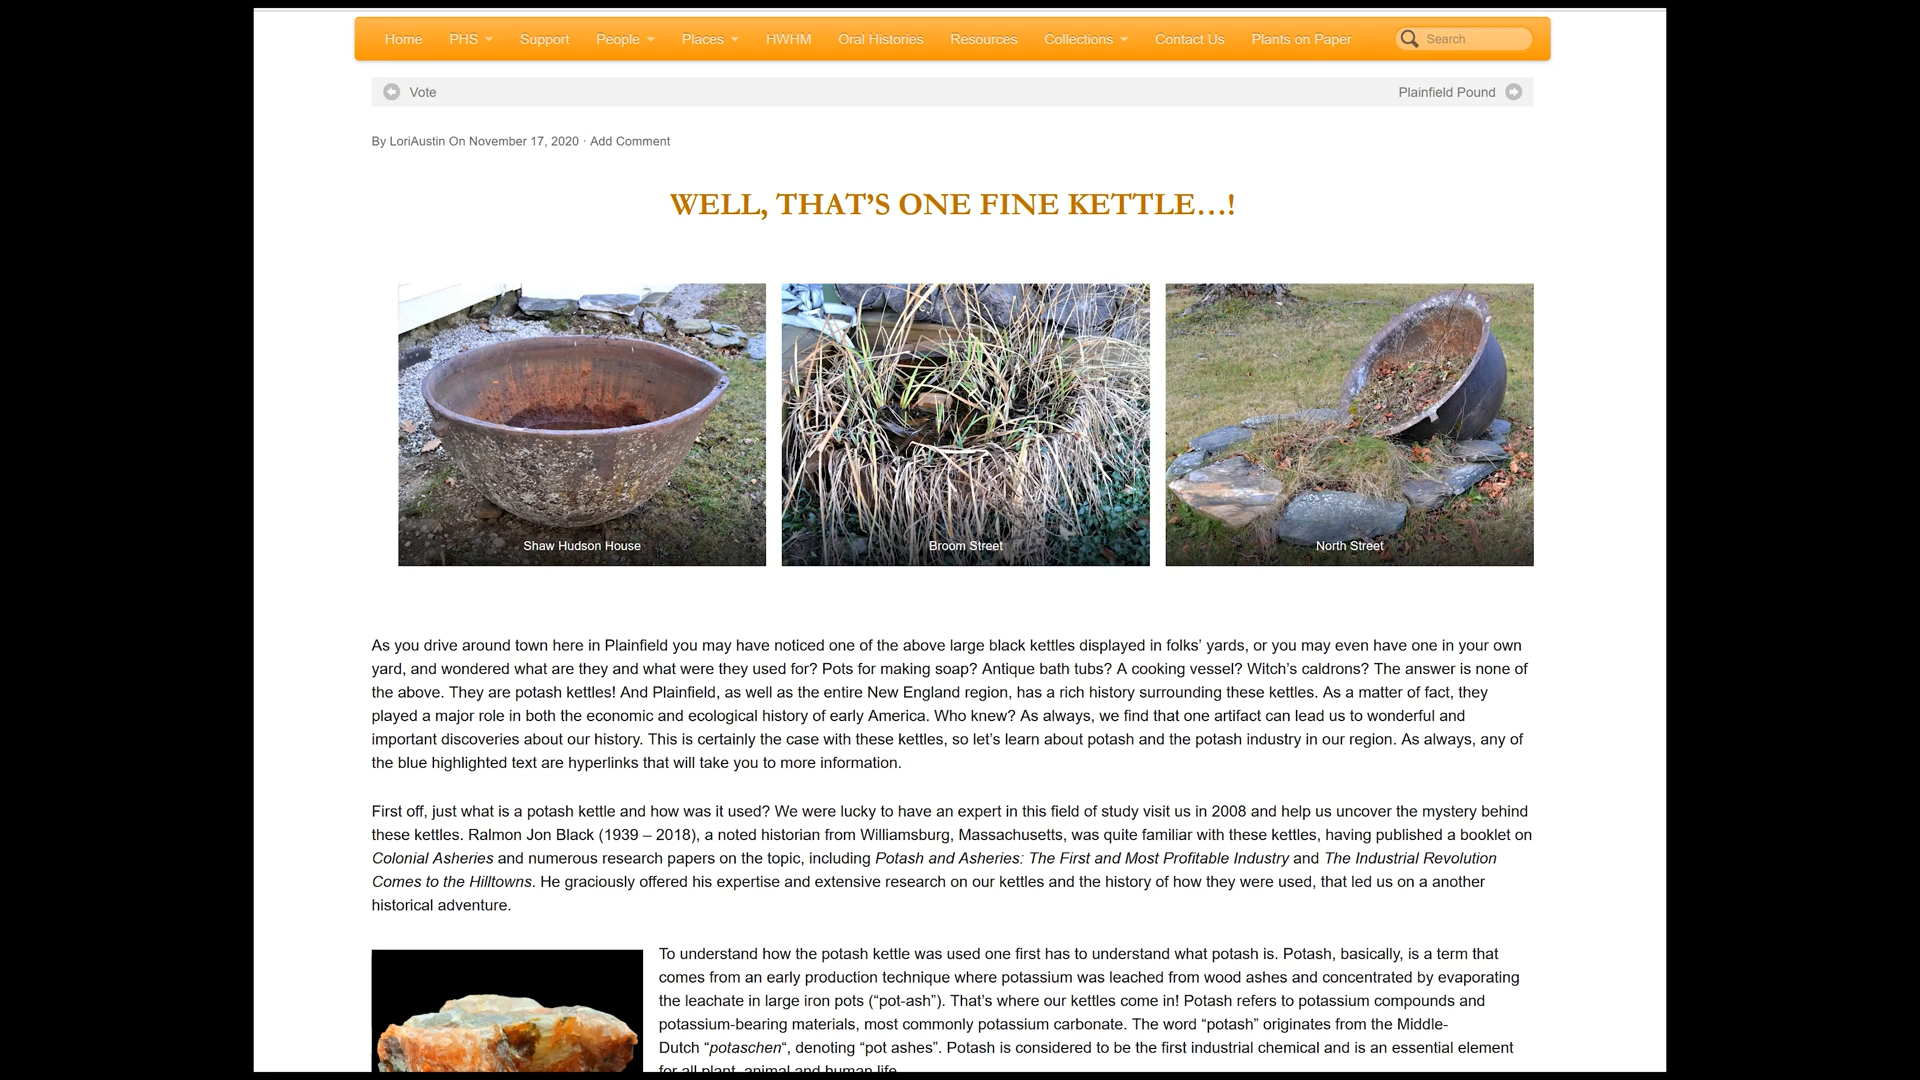 Home PHS Support People Places HWHM Oral Histories Resources Collections Contact Us Plants on Paper Search
Vote Plainfield Pound
By LoriAustin On November 17, 2020 · Add Comment
WELL, THAT’S ONE FINE KETTLE…!
Shaw Hudson House Broom Street North Street
As you drive around town here in Plainfield you may have noticed one of the above large black kettles displayed in folks’ yards, or you may even have one in your own
yard, and wondered what are they and what were they used for? Pots for making soap? Antique bath tubs? A cooking vessel? Witch’s caldrons? The answer is none of
the above. They are potash kettles! And Plainfield, as well as the entire New England region, has a rich history surrounding these kettles. As a matter of fact, they
played a major role in both the economic and ecological history of early America. Who knew? As always, we find that one artifact can lead us to wonderful and
important discoveries about our history. This is certainly the case with these kettles, so let’s learn about potash and the potash industry in our region. As always, any of
the blue highlighted text are hyperlinks that will take you to more information.
First off, just what is a potash kettle and how was it used? We were lucky to have an expert in this field of study visit us in 2008 and help us uncover the mystery behind
these kettles. Ralmon Jon Black (1939 – 2018), a noted historian from Williamsburg, Massachusetts, was quite familiar with these kettles, having published a booklet on
Colonial Asheries and numerous research papers on the topic, including Potash and Asheries: The First and Most Profitable Industry and The Industrial Revolution
Comes to the Hilltowns. He graciously offered his expertise and extensive research on our kettles and the history of how they were used, that led us on a another
historical adventure.
To understand how the potash kettle was used one first has to understand what potash is. Potash, basically, is a term that
comes from an early production technique where potassium was leached from wood ashes and concentrated by evaporating
the leachate in large iron pots (“pot-ash”). That’s where our kettles come in! Potash refers to potassium compounds and
potassium-bearing materials, most commonly potassium carbonate. The word “potash” originates from the Middle-
Dutch “potaschen“, denoting “pot ashes”. Potash is considered to be the first industrial chemical and is an essential element
for all plant, animal and human life.